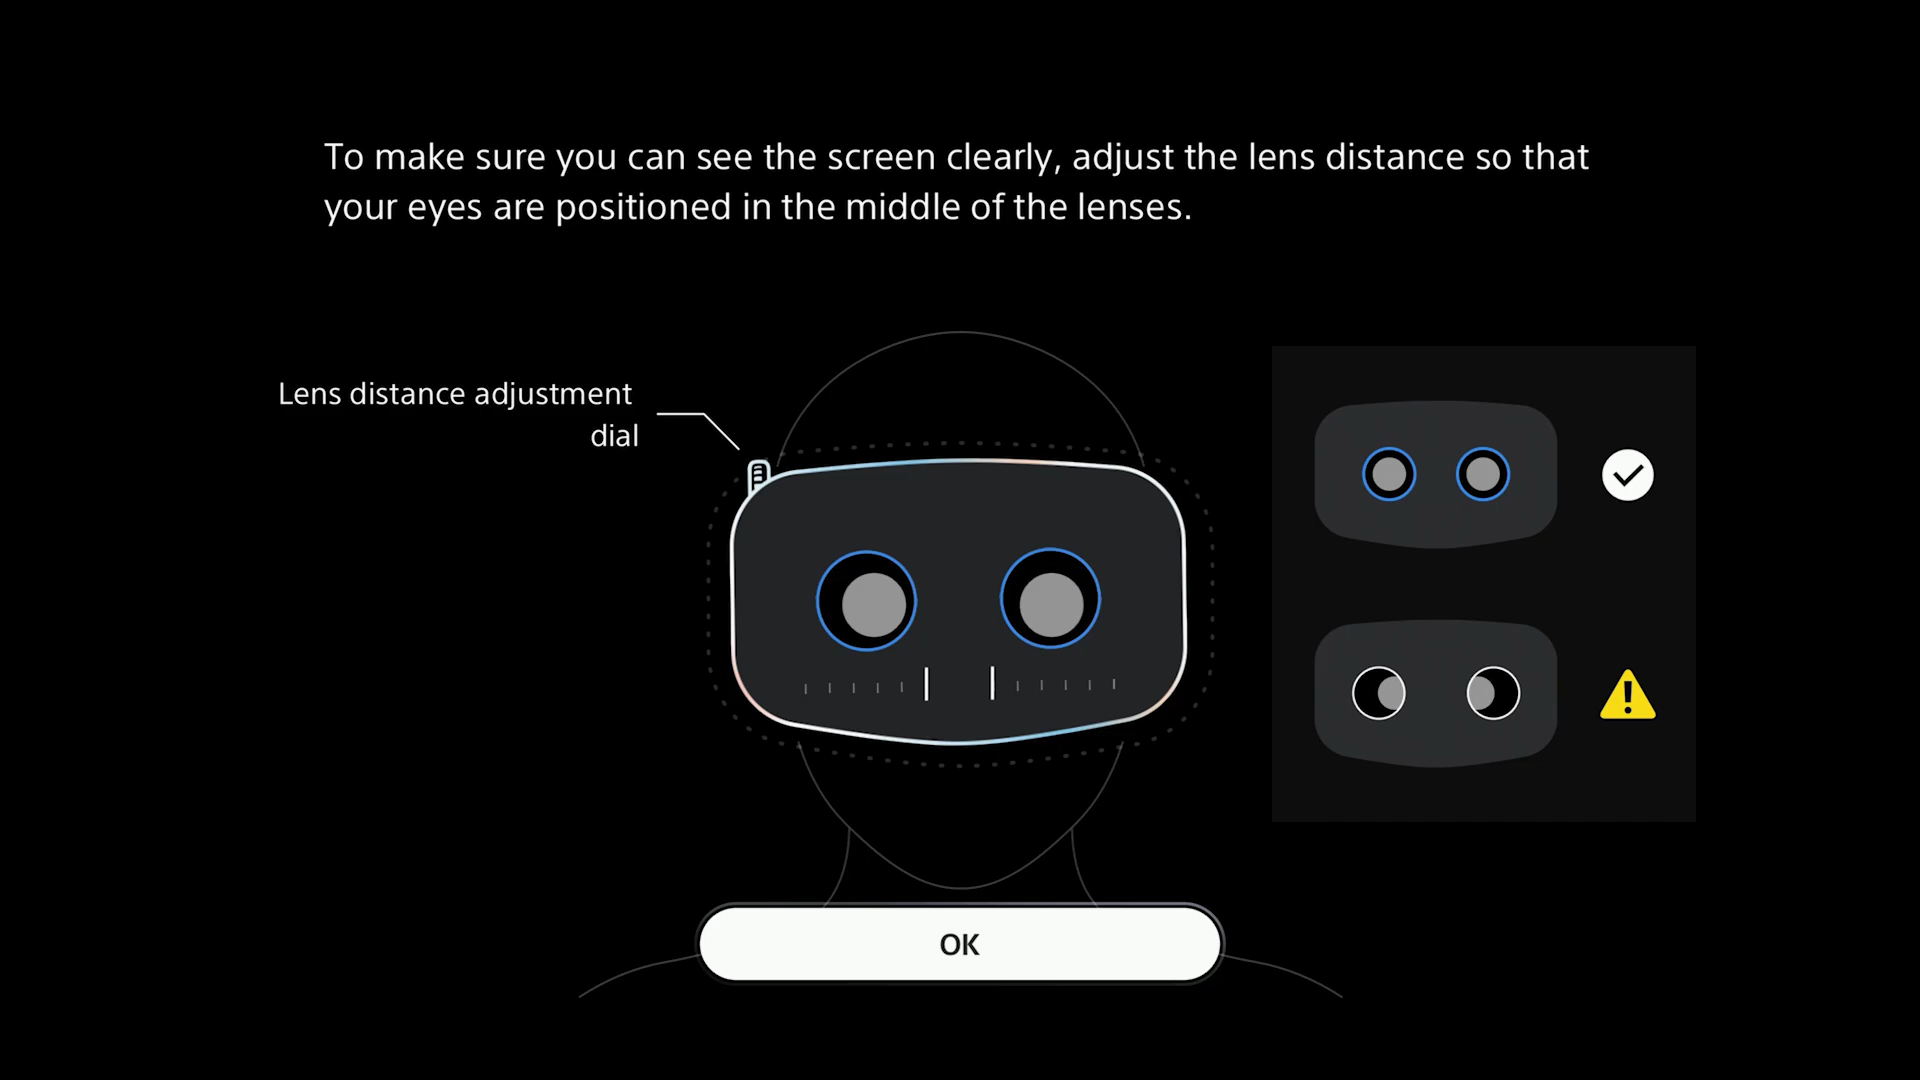 To make sure you can see the screen clearly, adjust the lens distance so that
your eyes are positioned in the middle of the lenses.
Lens distance adjustment
dial
OK